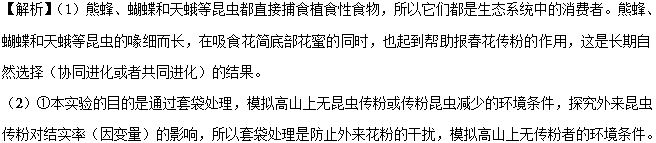 【解析】（1）熊蜂、蝴蝶和天蛾等昆虫都直接捕食植食性食物，所以它们都是生态系统中的消费者。熊蜂、
蝴蝶和天蛾等昆虫的喙细而长，在吸食花筒底部花蜜的同时，也起到帮助报春花传粉的作用，这是长期自
然选择（协同进化或者共同进化）的结果。
（2）①本实验的目的是通过套袋处理，模拟高山上无昆虫传粉或传粉昆虫减少的环境条件，探究外来昆虫
传粉对结实率（因变量）的影响，所以套袋处理是防止外来花粉的干扰，模拟高山上无传粉者的环境条件。